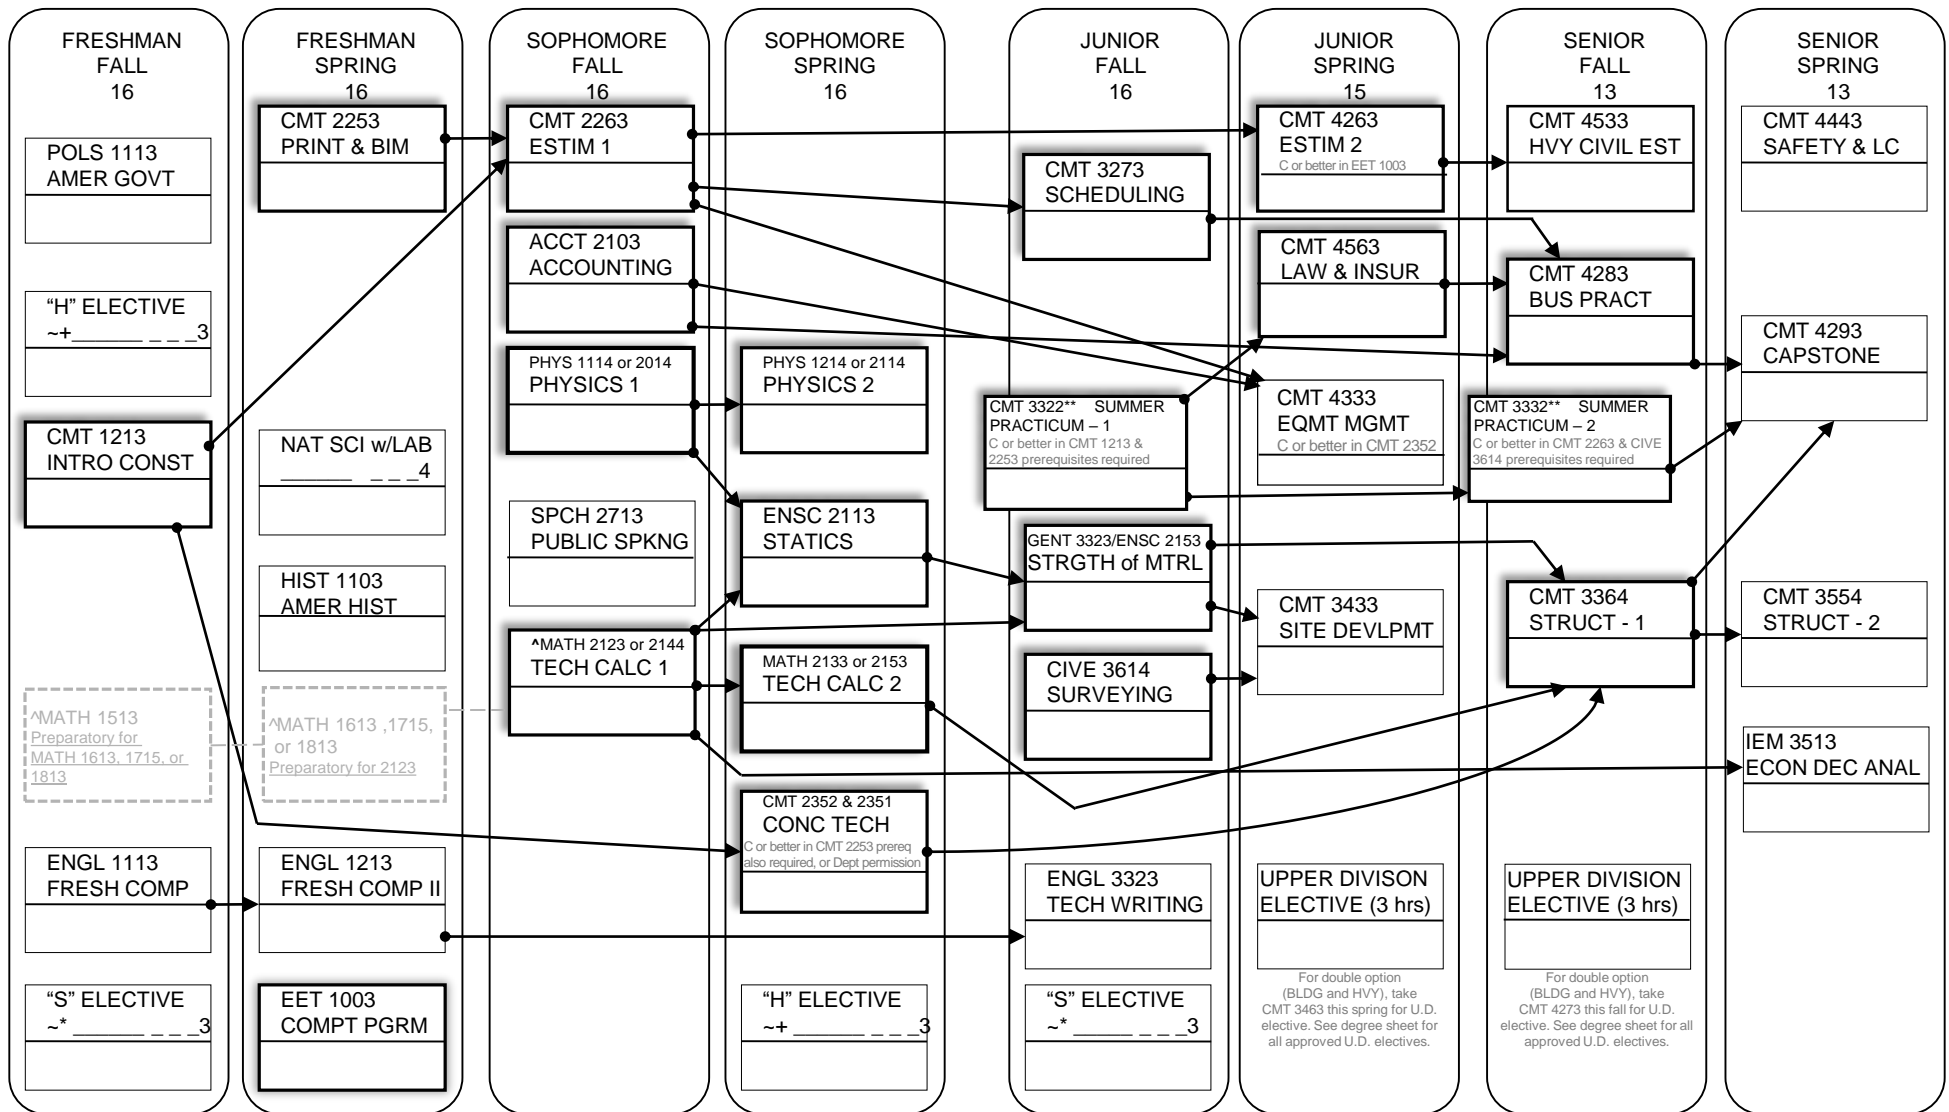 FRESHMAN
FALL
16
POLS 1113
AMER GOVT
“H” ELECTIVE
~+______ _ _ _3
CMT 1213
INTRO CONST
^MATH 1513
Preparatory for
MATH 1613, 1715, or
1813
ENGL 1113
FRESH COMP
“S” ELECTIVE
~* ______ _ _ _3
FRESHMAN
SPRING
16
CMT 2253
PRINT & BIM
NAT SCI w/LAB
______ _ _ _4
HIST 1103
AMER HIST
^MATH 1613 ,1715,
or 1813
Preparatory for 2123
ENGL 1213
FRESH COMP II
EET 1003
COMPT PGRM
SOPHOMORE
FALL
16
CMT 2263
ESTIM 1
ACCT 2103
ACCOUNTING
PHYS 1114 or 2014
PHYSICS 1
SPCH 2713
PUBLIC SPKNG
^MATH 2123 or 2144
TECH CALC 1
SOPHOMORE
SPRING
16
PHYS 1214 or 2114
PHYSICS 2
ENSC 2113
STATICS
MATH 2133 or 2153
TECH CALC 2
CMT 2352 & 2351
CONC TECH
C or better in CMT 2253 prereq
also required, or Dept permission
“H” ELECTIVE
~+ ______ _ _ _3
JUNIOR
FALL
16
CMT 3273
SCHEDULING
CMT 3322** SUMMER
PRACTICUM – 1
C or better in CMT 1213 &
2253 prerequisites required
GENT 3323/ENSC 2153
STRGTH of MTRL
CIVE 3614
SURVEYING
ENGL 3323
TECH WRITING
“S” ELECTIVE
~* ______ _ _ _3
JUNIOR
SPRING
15
CMT 4263
ESTIM 2
C or better in EET 1003
CMT 4563
LAW & INSUR
CMT 4333
EQMT MGMT
C or better in CMT 2352
CMT 3433
SITE DEVLPMT
UPPER DIVISON
ELECTIVE (3 hrs)
For double option
(BLDG and HVY), take
CMT 3463 this spring for U.D.
elective. See degree sheet for
all approved U.D. electives.
SENIOR
FALL
13
CMT 4533
HVY CIVIL EST
CMT 4283
BUS PRACT
CMT 3332** SUMMER
PRACTICUM – 2
C or better in CMT 2263 & CIVE
3614 prerequisites required
CMT 3364
STRUCT - 1
UPPER DIVISION
ELECTIVE (3 hrs)
For double option
(BLDG and HVY), take
CMT 4273 this fall for U.D.
elective. See degree sheet for all
approved U.D. electives.
SENIOR
SPRING
13
CMT 4443
SAFETY & LC
CMT 4293
CAPSTONE
CMT 3554
STRUCT - 2
IEM 3513
ECON DEC ANAL